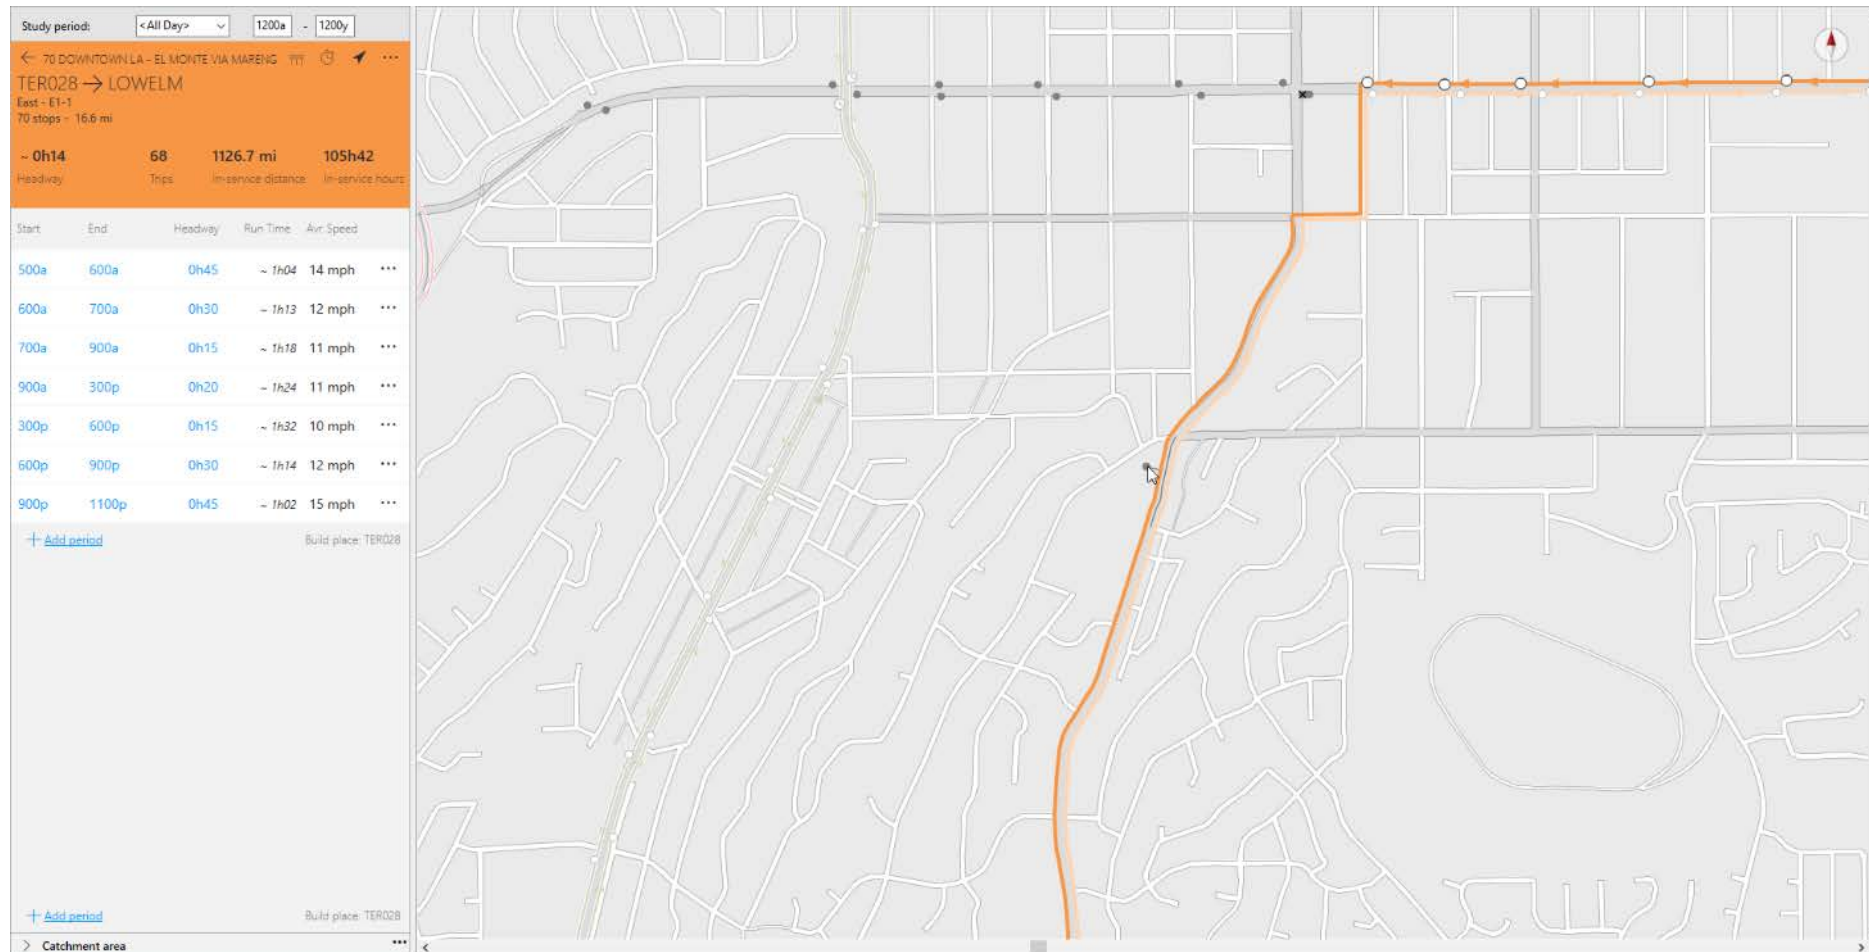 Study period: <All Day> 1200a - 1200y
70 DOWNTOWN LA - EL MONTE VIA MARENG
TER028 → LOWELM
East - E1-1
70 stops - 16.6 mi
~ 0h14 68 1126.7 mi 105h42
Headway Trips In-service distance In-service hours
Start End Headway Run Time Avr Speed
500a 600a 0h45 ~ 1h04 14 mph ...
600a 700a 0h30 ~ 1h13 12 mph ...
700a 900a 0h15 ~ 1h18 11 mph ...
900a 300p 0h20 ~ 1h24 11 mph ...
300p 600p 0h15 ~ 1h32 10 mph ...
600p 900p 0h30 ~ 1h14 12 mph ...
900p 1100p 0h45 ~ 1h02 15 mph ...
+ Add period Build place: TER028
+ Add period Build place: TER028
> Catchment area ...